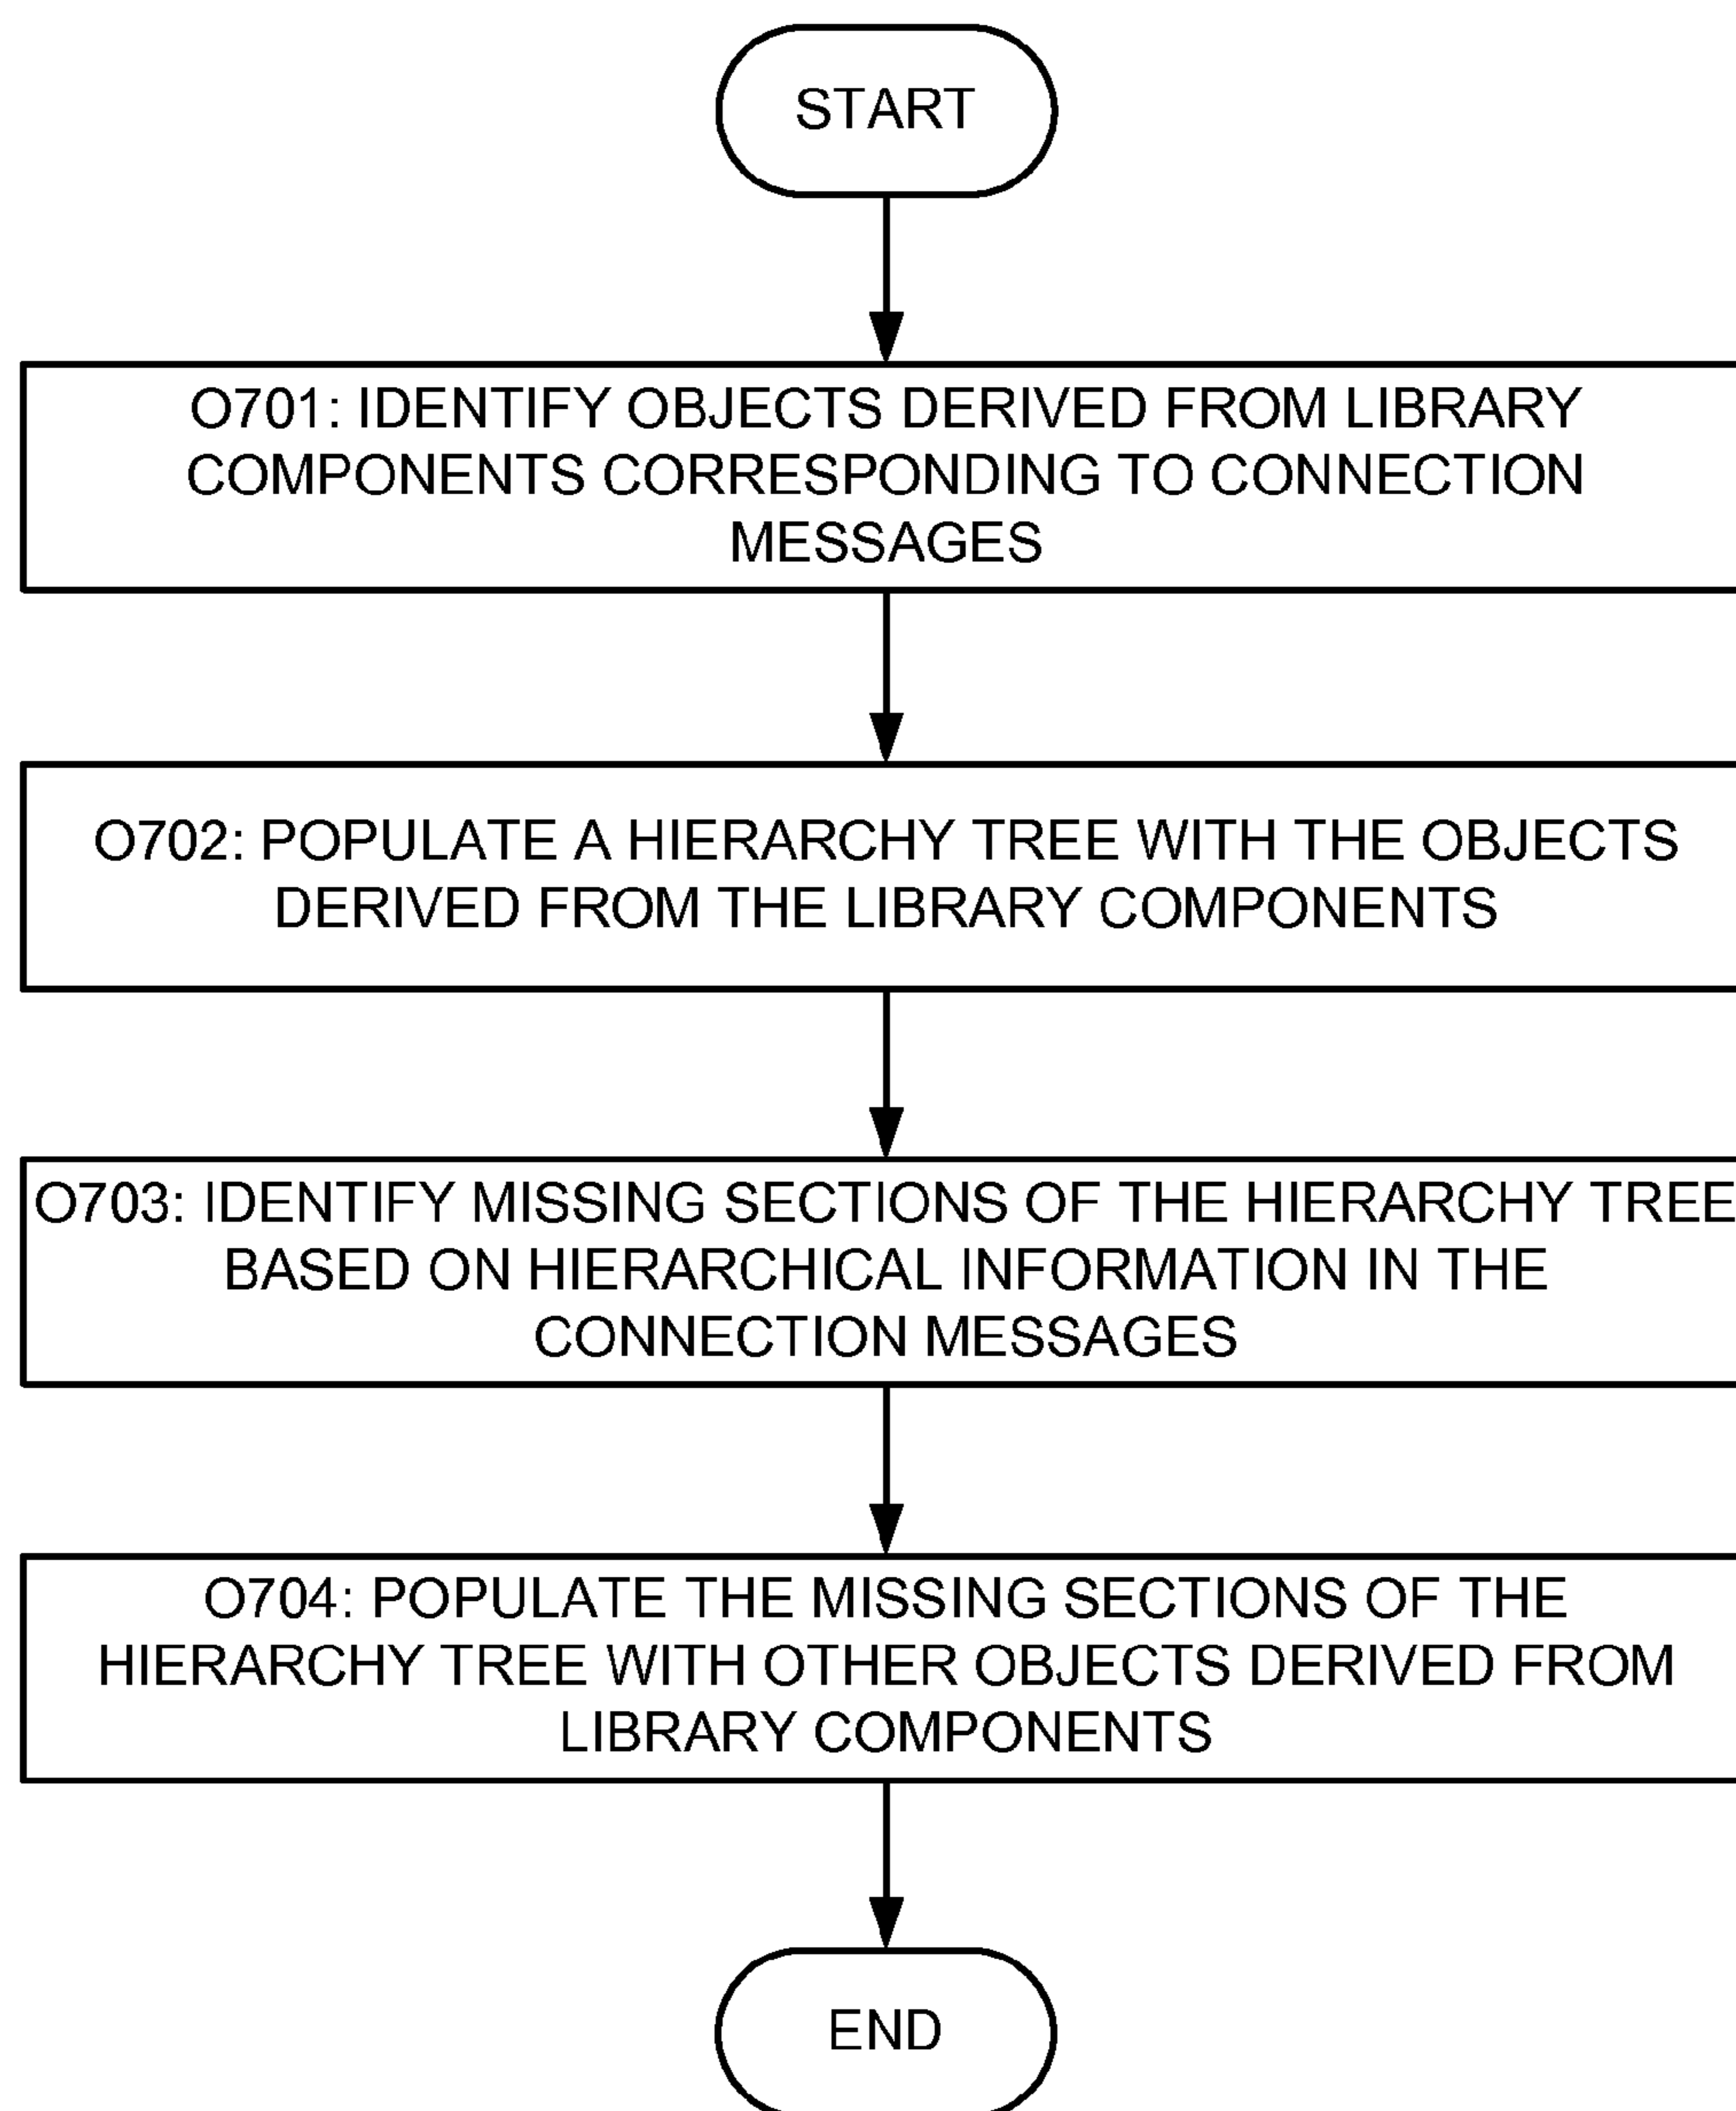 START
O701: IDENTIFY OBJECTS DERIVED FROM LIBRARY
COMPONENTS CORRESPONDING TO CONNECTION
MESSAGES
O702: POPULATE A HIERARCHY TREE WITH THE OBJECTS
DERIVED FROM THE LIBRARY COMPONENTS
O703: IDENTIFY MISSING SECTIONS OF THE HIERARCHY TREE
BASED ON HIERARCHICAL INFORMATION IN THE
CONNECTION MESSAGES
O704: POPULATE THE MISSING SECTIONS OF THE
HIERARCHY TREE WITH OTHER OBJECTS DERIVED FROM
LIBRARY COMPONENTS
END